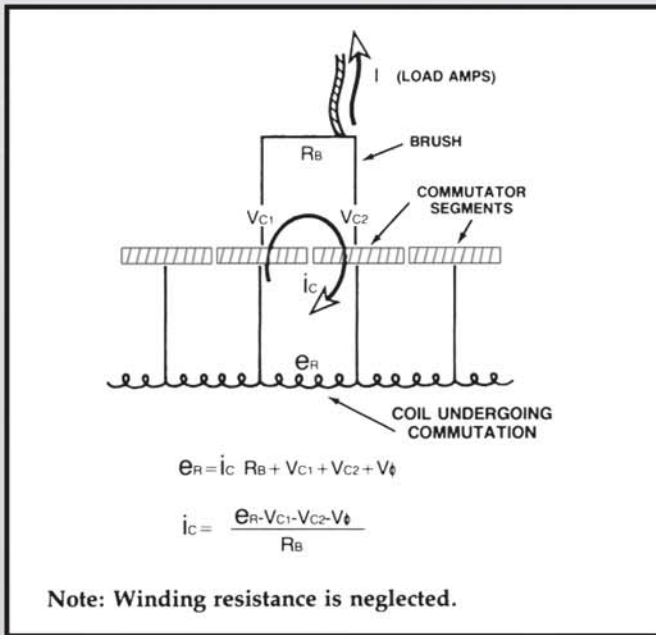 I (LOAD AMPS)
RB
BRUSH
COMMUTATOR
SEGMENTS
VC1 VC2
iC
eR
COIL UNDERGOING
COMMUTATION
eR=iC RB+VC1+VC2+Vϕ
iC= eR-VC1-VC2-Vϕ
RB
Note: Winding resistance is neglected.